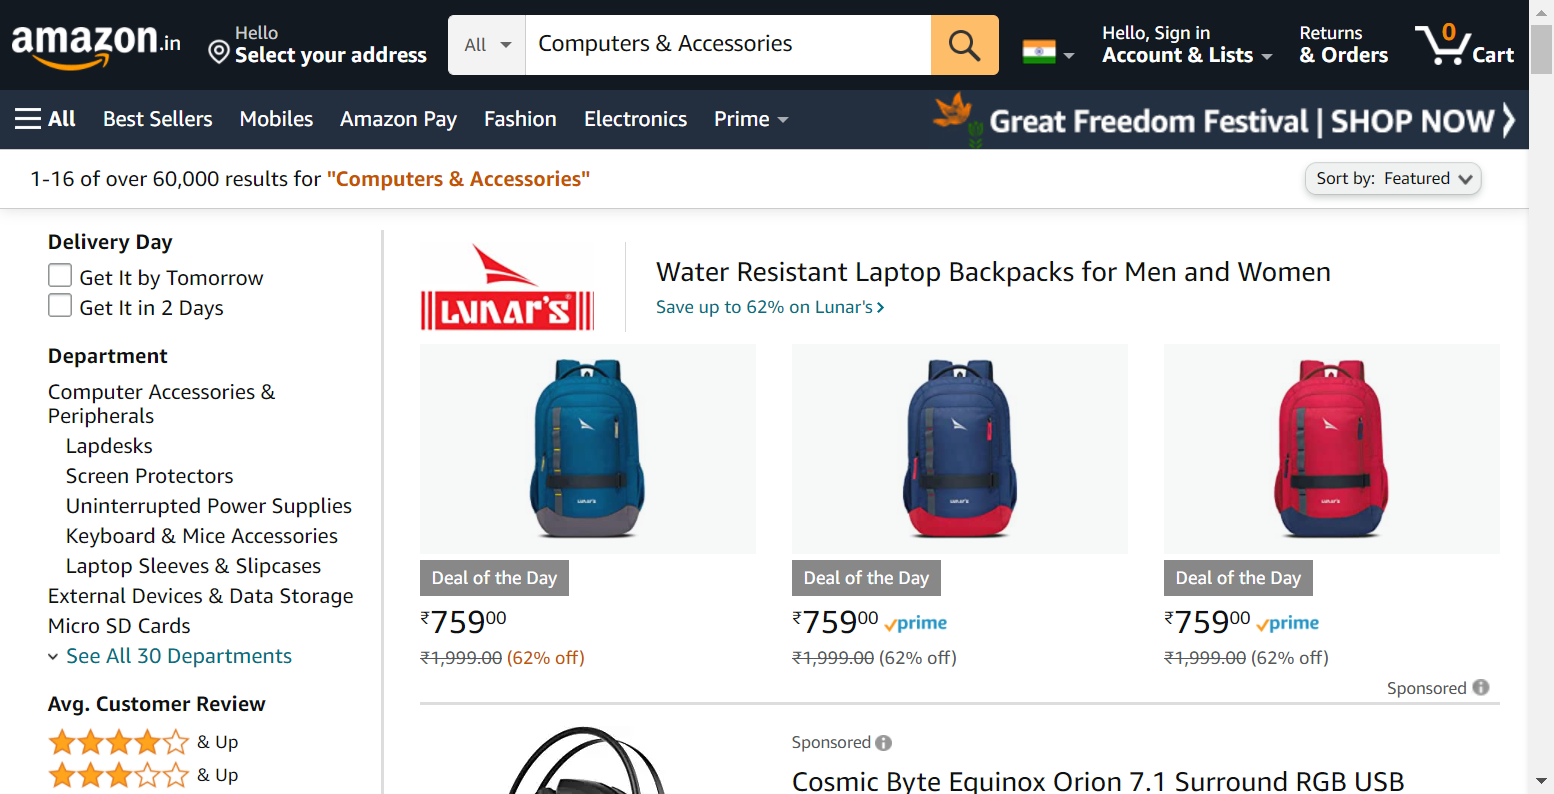 amazon.in
Hello
Select your address
All
Computers & Accessories
Hello, Sign in
Account & Lists
Returns
& Orders
0
Cart
All
Best Sellers
Mobiles
Amazon Pay
Fashion
Electronics
Prime
Great Freedom Festival | SHOP NOW
1-16 of over 60,000 results for "Computers & Accessories"
Sort by: Featured
Delivery Day
Get It by Tomorrow
Get It in 2 Days
Department
Computer Accessories &
Peripherals
Lapdesks
Screen Protectors
Uninterrupted Power Supplies
Keyboard & Mice Accessories
Laptop Sleeves & Slipcases
External Devices & Data Storage
Micro SD Cards
See All 30 Departments
Avg. Customer Review
& Up
& Up
LUNAR'S®
Water Resistant Laptop Backpacks for Men and Women
Save up to 62% on Lunar's
LUNAR'S
LUNAR'S
LUNAR'S
Deal of the Day
₹75900
₹1,999.00 (62% off)
Deal of the Day
₹75900 prime
₹1,999.00 (62% off)
Deal of the Day
₹75900 prime
₹1,999.00 (62% off)
Sponsored
Sponsored
Cosmic Byte Equinox Orion 7.1 Surround RGB USB